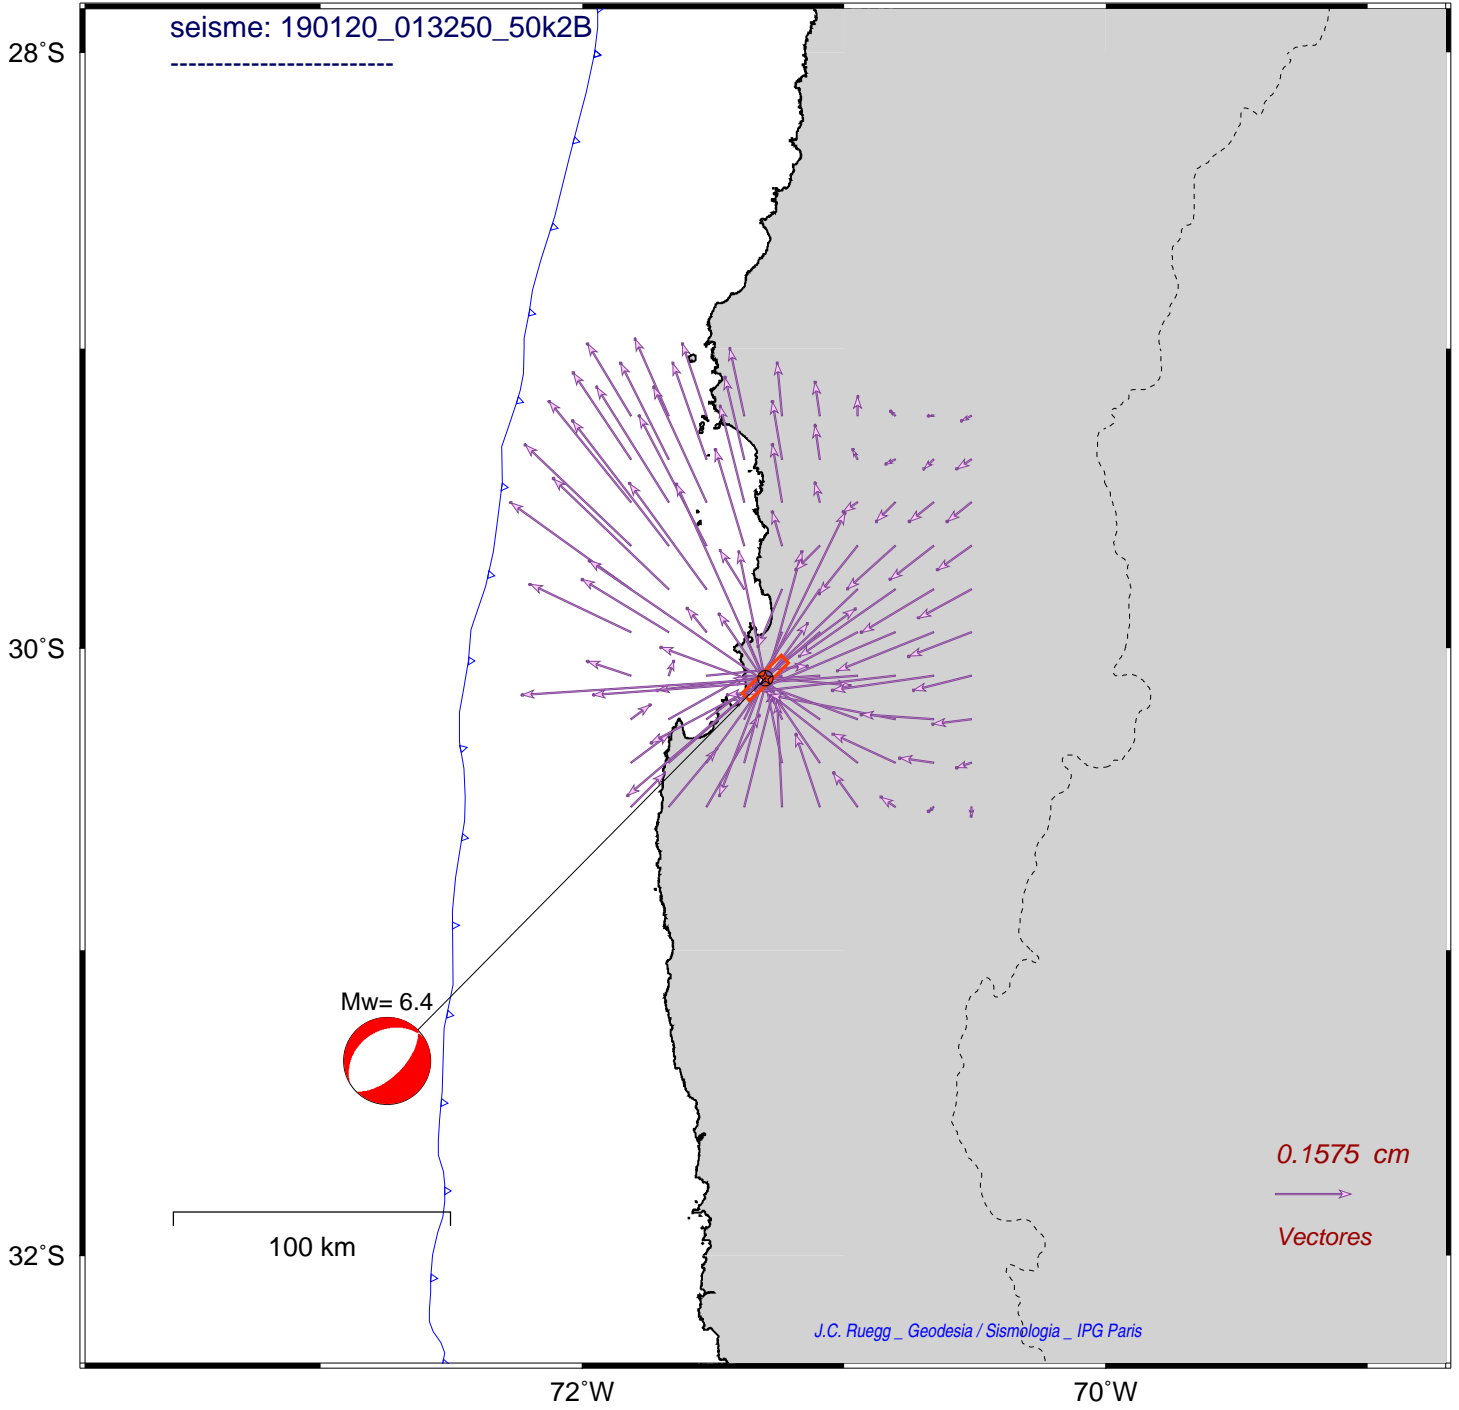 seisme: 190120_013250_50k2B
-------------------------
28°S
30°S
Mw= 6.4
0.1575 cm
Vectores
100 km
32°S
J.C. Ruegg _ Geodesia / Sismologia _ IPG Paris
72°W
70°W